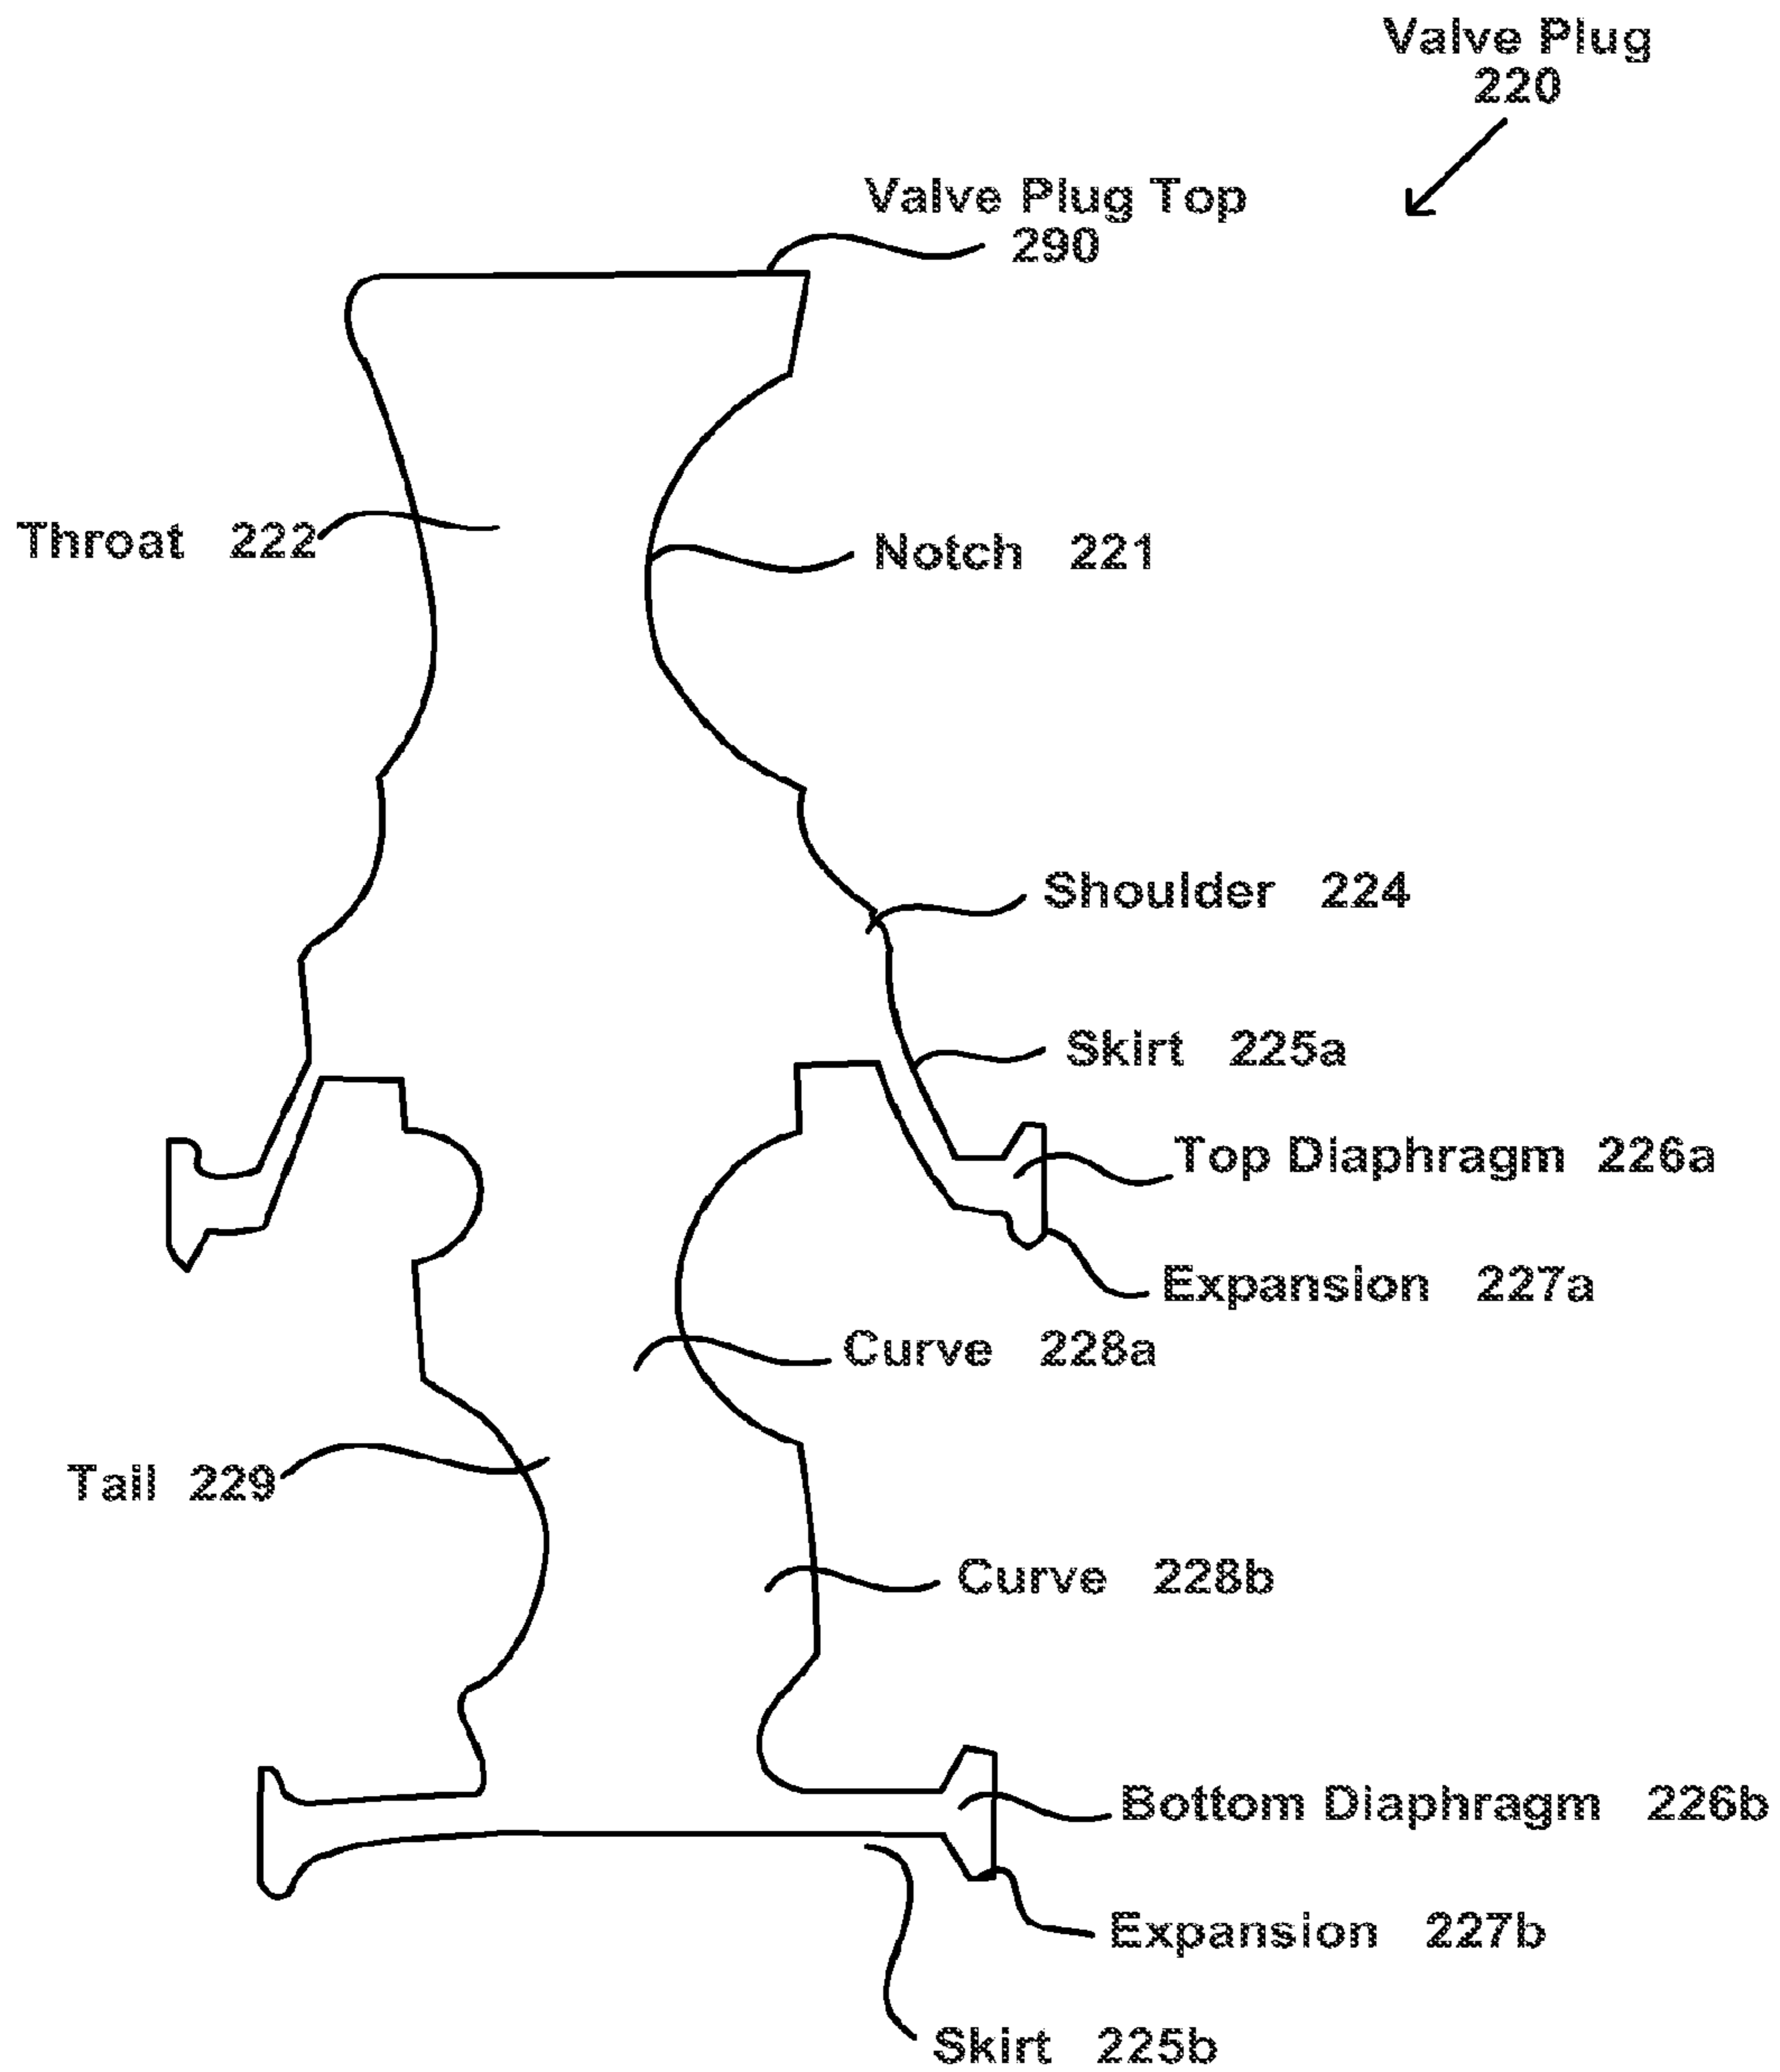 Valve Plug
220
Valve Plug Top
290
Throat 222
Notch 221
Shoulder 224
Skirt 225a
Top Diaphragm 226a
Expansion 227a
Curve 228a
Tail 229
Curve 228b
Bottom Diaphragm 226b
Expansion 227b
Skirt 225b